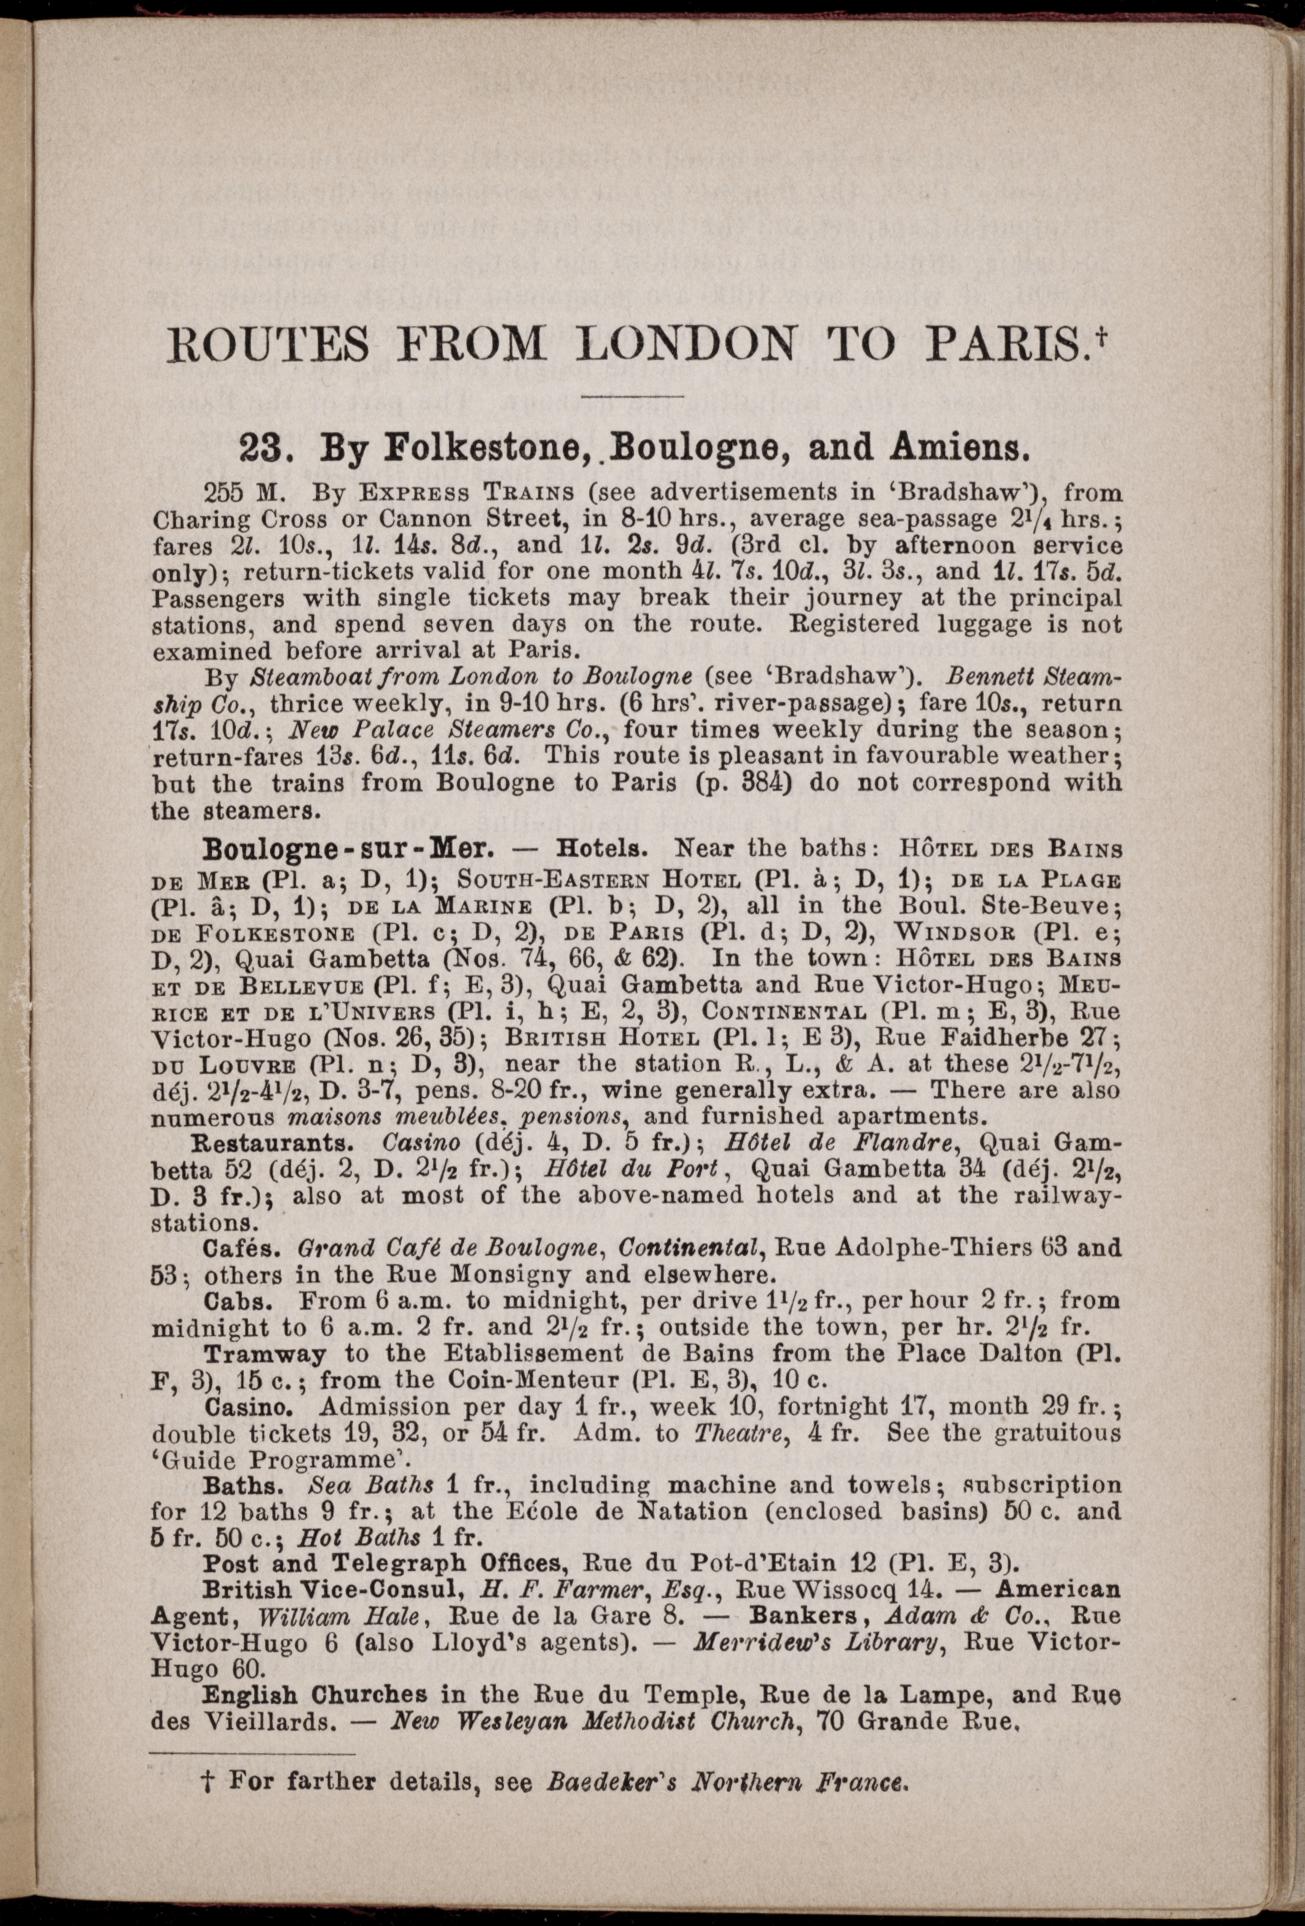 ROUTES FROM LONDON TO PARIS.†
23. By Folkestone, Boulogne, and Amiens.
255 M. By EXPRESS TRAINS (see advertisements in ‘Bradshaw’), from
Charing Cross or Cannon Street, in 8-10 hrs., average sea-passage 2¹/₄ hrs.;
fares 2l. 10s., 1l. 14s. 8d., and 1l. 2s. 9d. (3rd cl. by afternoon service
only); return-tickets valid for one month 4l. 7s. 10d., 3l. 3s., and 1l. 17s. 5d.
Passengers with single tickets may break their journey at the principal
stations, and spend seven days on the route. Registered luggage is not
examined before arrival at Paris.
By Steamboat from London to Boulogne (see ‘Bradshaw’). Bennett Steam-
ship Co., thrice weekly, in 9-10 hrs. (6 hrs'. river-passage); fare 10s., return
17s. 10d.; New Palace Steamers Co., four times weekly during the season;
return-fares 13s. 6d., 11s. 6d. This route is pleasant in favourable weather;
but the trains from Boulogne to Paris (p. 384) do not correspond with
the steamers.
Boulogne-sur-Mer. — Hotels. Near the baths: HÔTEL DES BAINS
DE MER (Pl. a; D, 1); SOUTH-EASTERN HOTEL (Pl. à; D, 1); DE LA PLAGE
(Pl. â; D, 1); DE LA MARINE (Pl. b; D, 2), all in the Boul. Ste-Beuve;
DE FOLKESTONE (Pl. c; D, 2), DE PARIS (Pl. d; D, 2), WINDSOR (Pl. e;
D, 2), Quai Gambetta (Nos. 74, 66, & 62). In the town: HÔTEL DES BAINS
ET DE BELLEVUE (Pl. f; E, 3), Quai Gambetta and Rue Victor-Hugo; MEU-
RICE ET DE L'UNIVERS (Pl. i, h; E, 2, 3), CONTINENTAL (Pl. m; E, 3), Rue
Victor-Hugo (Nos. 26, 35); BRITISH HOTEL (Pl. l; E 3), Rue Faidherbe 27;
DU LOUVRE (Pl. n; D, 3), near the station R., L., & A. at these 2¹/₂-7¹/₂,
déj. 2¹/₂-4¹/₂, D. 3-7, pens. 8-20 fr., wine generally extra. — There are also
numerous maisons meublées, pensions, and furnished apartments.
Restaurants. Casino (déj. 4, D. 5 fr.); Hôtel de Flandre, Quai Gam-
betta 52 (déj. 2, D. 2¹/₂ fr.); Hôtel du Port, Quai Gambetta 34 (déj. 2¹/₂,
D. 3 fr.); also at most of the above-named hotels and at the railway-
stations.
Cafés. Grand Café de Boulogne, Continental, Rue Adolphe-Thiers 63 and
53; others in the Rue Monsigny and elsewhere.
Cabs. From 6 a.m. to midnight, per drive 1¹/₂ fr., per hour 2 fr.; from
midnight to 6 a.m. 2 fr. and 2¹/₂ fr.; outside the town, per hr. 2¹/₂ fr.
Tramway to the Etablissement de Bains from the Place Dalton (Pl.
F, 3), 15 c.; from the Coin-Menteur (Pl. E, 3), 10 c.
Casino. Admission per day 1 fr., week 10, fortnight 17, month 29 fr.;
double tickets 19, 32, or 54 fr. Adm. to Theatre, 4 fr. See the gratuitous
‘Guide Programme’.
Baths. Sea Baths 1 fr., including machine and towels; subscription
for 12 baths 9 fr.; at the Ecóle de Natation (enclosed basins) 50 c. and
5 fr. 50 c.; Hot Baths 1 fr.
Post and Telegraph Offices, Rue du Pot-d'Etain 12 (Pl. E, 3).
British Vice-Consul, H. F. Farmer, Esq., Rue Wissocq 14. — American
Agent, William Hale, Rue de la Gare 8. — Bankers, Adam & Co., Rue
Victor-Hugo 6 (also Lloyd's agents). — Merridew's Library, Rue Victor-
Hugo 60.
English Churches in the Rue du Temple, Rue de la Lampe, and Rue
des Vieillards. — New Wesleyan Methodist Church, 70 Grande Rue.
† For farther details, see Baedeker's Northern France.